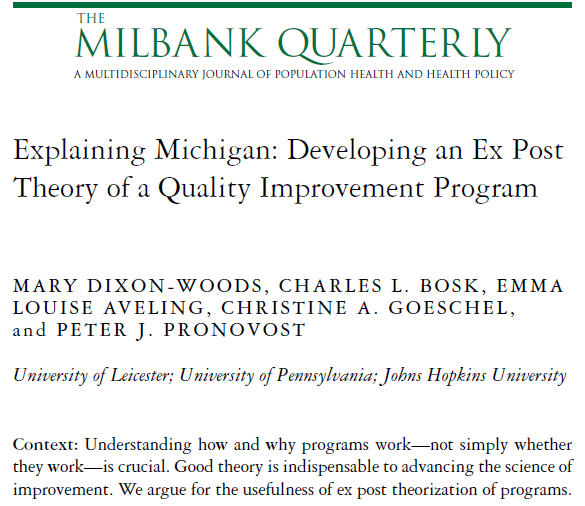 THE
MILBANK QUARTERLY
A MULTIDISCIPLINARY JOURNAL OF POPULATION HEALTH AND HEALTH POLICY
Explaining Michigan: Developing an Ex Post
Theory of a Quality Improvement Program
MARY DIXON-WOODS, CHARLES L. BOSK, EMMA
LOUISE AVELING, CHRISTINE A. GOESCHEL,
and PETER J. PRONOVOST
University of Leicester; University of Pennsylvania; Johns Hopkins University
Context: Understanding how and why programs work—not simply whether
they work—is crucial. Good theory is indispensable to advancing the science of
improvement. We argue for the usefulness of ex post theorization of programs.